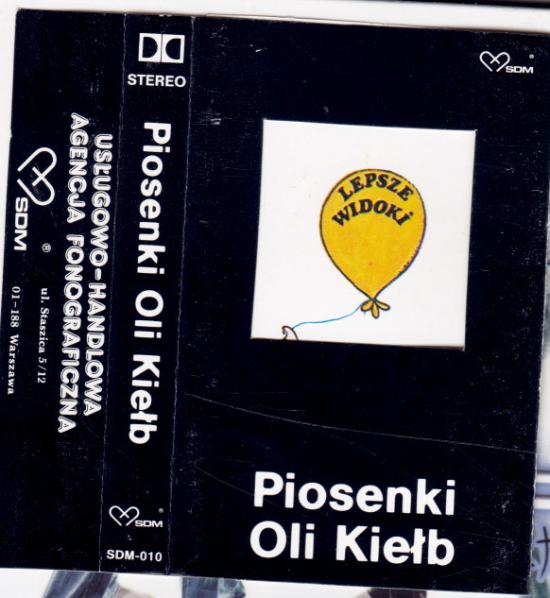 USŁUGOWO-HANDLOWA
AGENCJA FONOGRAFICZNA
SDM ®
ul. Staszica 5/12
01-188 Warszawa
STEREO
Piosenki Oli Kiełb
SDM ®
SDM-010
SDM ®
LEPSZE
WIDOKi
Piosenki
Oli Kiełb